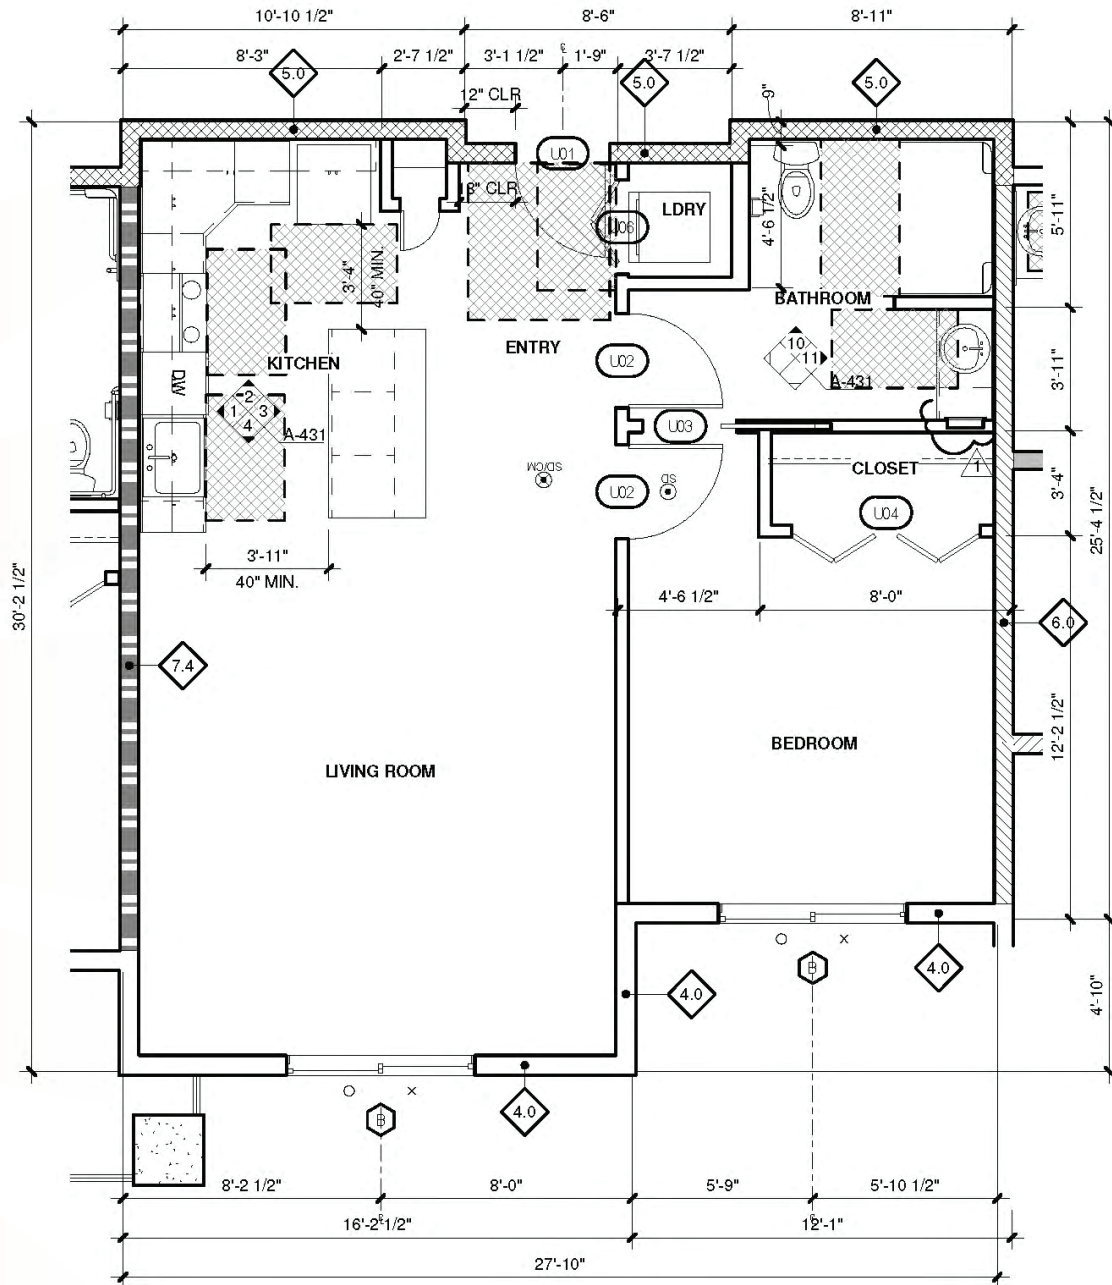 10'-10 1/2"
8'-6"
8'-11"
8'-3"
2'-7 1/2"
3'-1 1/2"
1'-9"
3'-7 1/2"
5.0
5.0
5.0
12" CLR
9"
U01
8" CLR
LDRY
U06
4'-6 1/2"
5'-11"
3'-4"
40" MIN.
BATHROOM
ENTRY
KITCHEN
U02
10
11
A-431
3'-11"
DW
2
1
3
4
A-431
U03
SD/CM
U02
SD
CLOSET
1
U04
3'-4"
25'-4 1/2"
3'-11"
40" MIN.
4'-6 1/2"
8'-0"
30'-2 1/2"
6.0
7.4
12'-2 1/2"
BEDROOM
LIVING ROOM
B
4.0
4.0
4'-10"
B
4.0
8'-2 1/2"
8'-0"
5'-9"
5'-10 1/2"
16'-2 1/2"
12'-1"
27'-10"